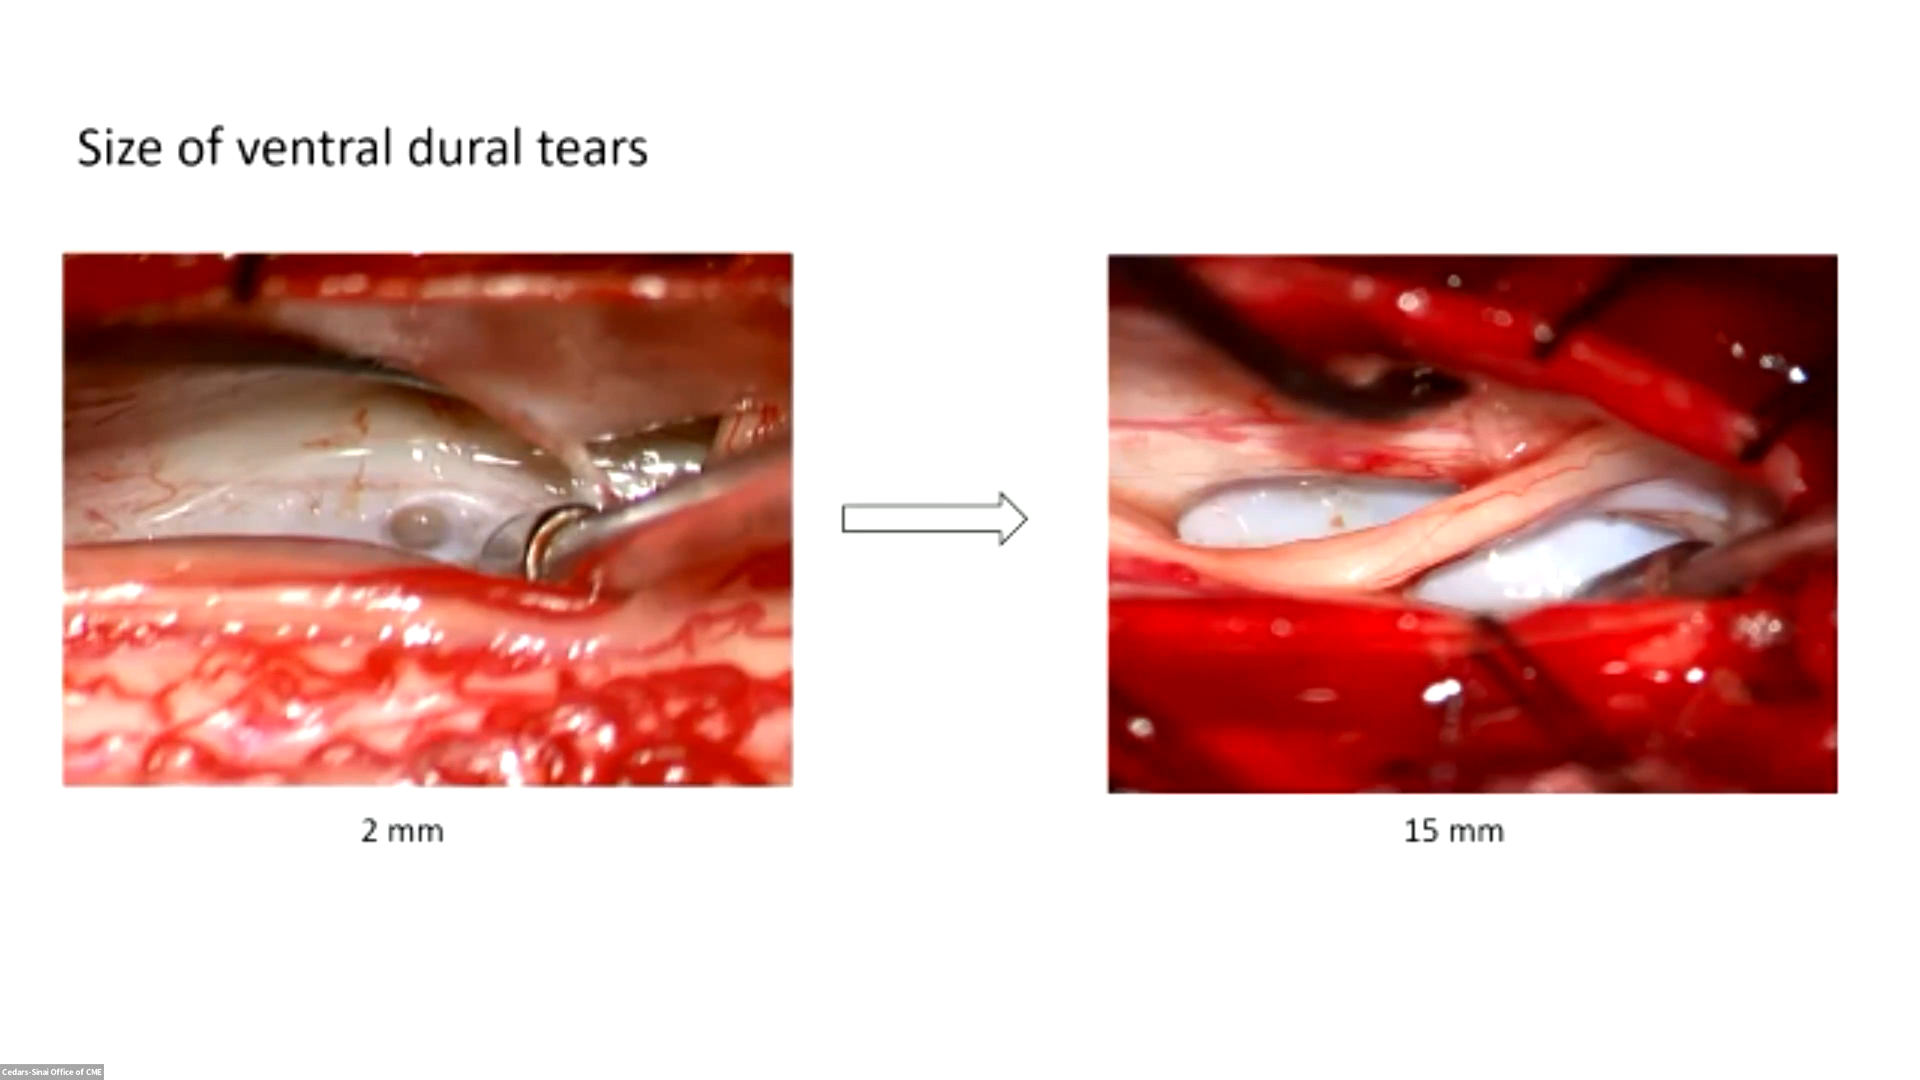 Size of ventral dural tears
2 mm
15 mm
Cedars-Sinai Office of CME